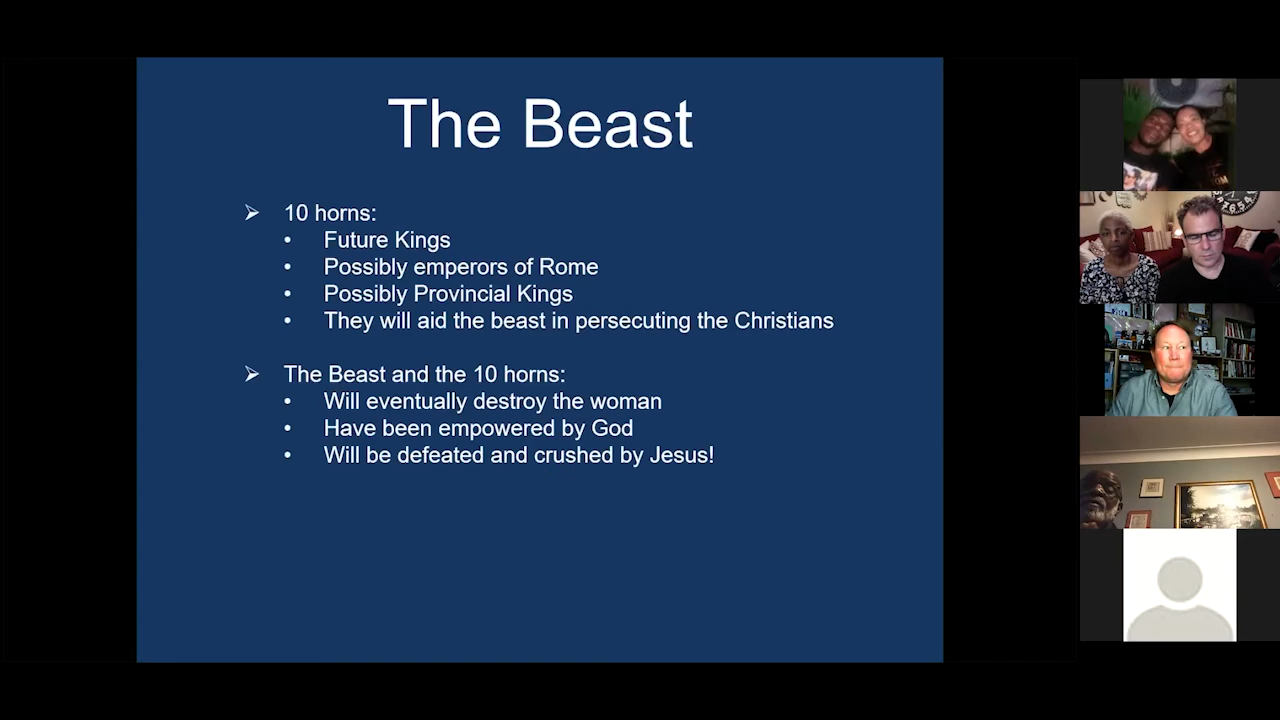 The Beast
➢ 10 horns:
• Future Kings
• Possibly emperors of Rome
• Possibly Provincial Kings
• They will aid the beast in persecuting the Christians
➢ The Beast and the 10 horns:
• Will eventually destroy the woman
• Have been empowered by God
• Will be defeated and crushed by Jesus!